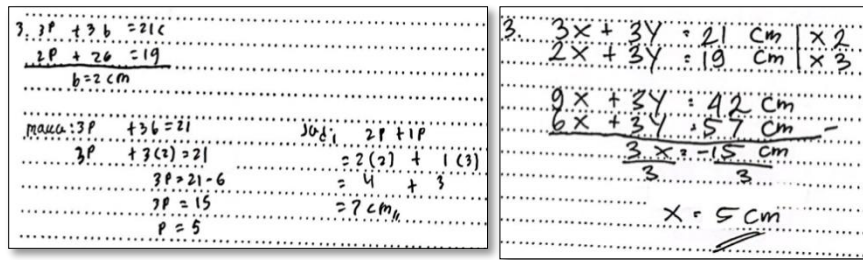 3. 3P + 3b = 21c
2P + 2b = 19
b = 2 cm
maka : 3P + 3b = 21
3P + 3(2) = 21
3P = 21 - 6
3P = 15
P = 5
Jadi 2P + 1P
= 2(2) + 1(3)
= 4 + 3
= 7 cm,,
3. 3x + 3y = 21 cm | x 2
2x + 3y = 19 cm | x 3
9x + 3y = 42 cm
6x + 3y = 57 cm -
3x = -15 cm
3 3
x = 5 cm